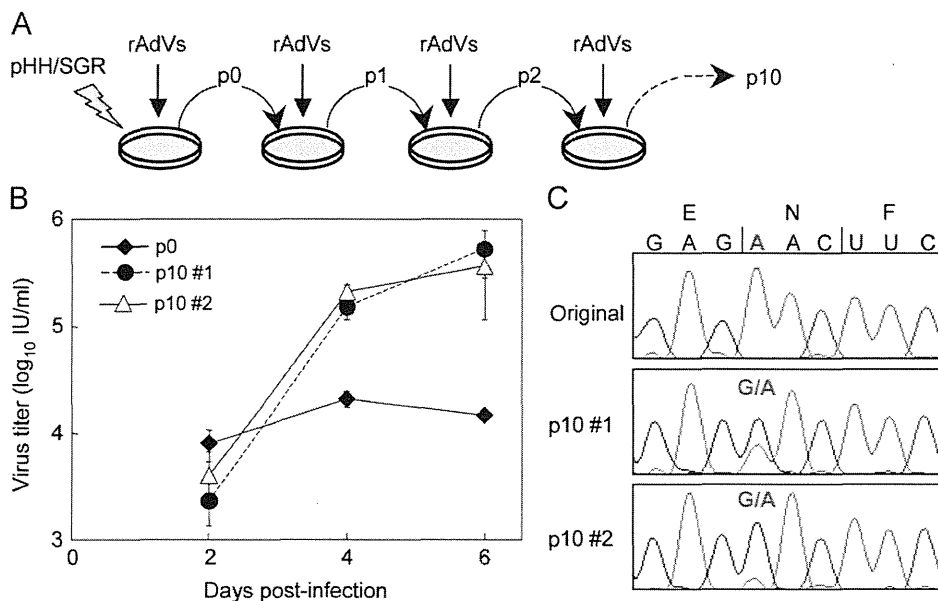 A
pHH/SGR
rAdVs
rAdVs
rAdVs
rAdVs
p0
p1
p2
p10
B
Virus titer (log10 IU/ml)
6
5
4
3
p0
p10 #1
p10 #2
0
2
4
6
Days post-infection
C
E N F
G A G A A C U U C
Original
G/A
p10 #1
G/A
p10 #2